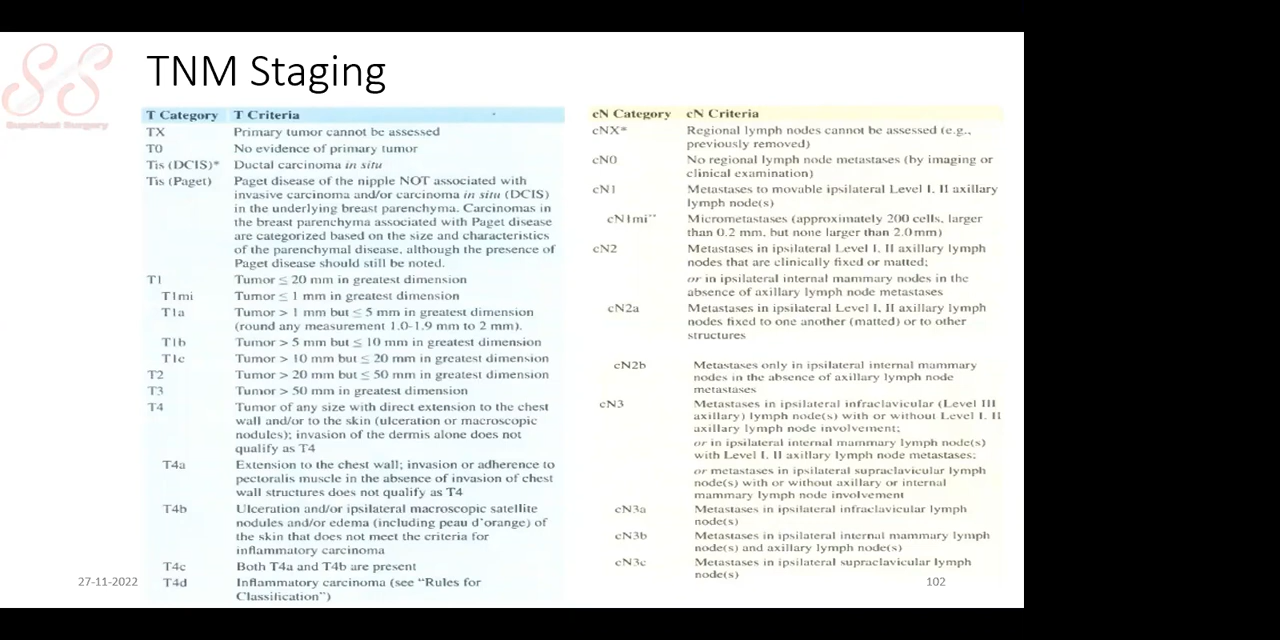 SS
Superfast Surgery
TNM Staging
T Category T Criteria
TX Primary tumor cannot be assessed
T0 No evidence of primary tumor
Tis (DCIS)* Ductal carcinoma in situ
Tis (Paget) Paget disease of the nipple NOT associated with
invasive carcinoma and/or carcinoma in situ (DCIS)
in the underlying breast parenchyma. Carcinomas in
the breast parenchyma associated with Paget disease
are categorized based on the size and characteristics
of the parenchymal disease, although the presence of
Paget disease should still be noted.
T1 Tumor ≤ 20 mm in greatest dimension
T1mi Tumor ≤ 1 mm in greatest dimension
T1a Tumor > 1 mm but ≤ 5 mm in greatest dimension
(round any measurement 1.0-1.9 mm to 2 mm).
T1b Tumor > 5 mm but ≤ 10 mm in greatest dimension
T1c Tumor > 10 mm but ≤ 20 mm in greatest dimension
T2 Tumor > 20 mm but ≤ 50 mm in greatest dimension
T3 Tumor > 50 mm in greatest dimension
T4 Tumor of any size with direct extension to the chest
wall and/or to the skin (ulceration or macroscopic
nodules); invasion of the dermis alone does not
qualify as T4
T4a Extension to the chest wall; invasion or adherence to
pectoralis muscle in the absence of invasion of chest
wall structures does not qualify as T4
T4b Ulceration and/or ipsilateral macroscopic satellite
nodules and/or edema (including peau d'orange) of
the skin that does not meet the criteria for
inflammatory carcinoma
T4c Both T4a and T4b are present
T4d Inflammatory carcinoma (see "Rules for
Classification")
cN Category cN Criteria
cNX* Regional lymph nodes cannot be assessed (e.g.,
previously removed)
cN0 No regional lymph node metastases (by imaging or
clinical examination)
cN1 Metastases to movable ipsilateral Level I, II axillary
lymph node(s)
cN1mi** Micrometastases (approximately 200 cells, larger
than 0.2 mm, but none larger than 2.0 mm)
cN2 Metastases in ipsilateral Level I, II axillary lymph
nodes that are clinically fixed or matted;
or in ipsilateral internal mammary nodes in the
absence of axillary lymph node metastases
cN2a Metastases in ipsilateral Level I, II axillary lymph
nodes fixed to one another (matted) or to other
structures
cN2b Metastases only in ipsilateral internal mammary
nodes in the absence of axillary lymph node
metastases
cN3 Metastases in ipsilateral infraclavicular (Level III
axillary) lymph node(s) with or without Level I, II
axillary lymph node involvement;
or in ipsilateral internal mammary lymph node(s)
with Level I, II axillary lymph node metastases;
or metastases in ipsilateral supraclavicular lymph
node(s) with or without axillary or internal
mammary lymph node involvement
cN3a Metastases in ipsilateral infraclavicular lymph
node(s)
cN3b Metastases in ipsilateral internal mammary lymph
node(s) and axillary lymph node(s)
cN3c Metastases in ipsilateral supraclavicular lymph
node(s)
27-11-2022
102